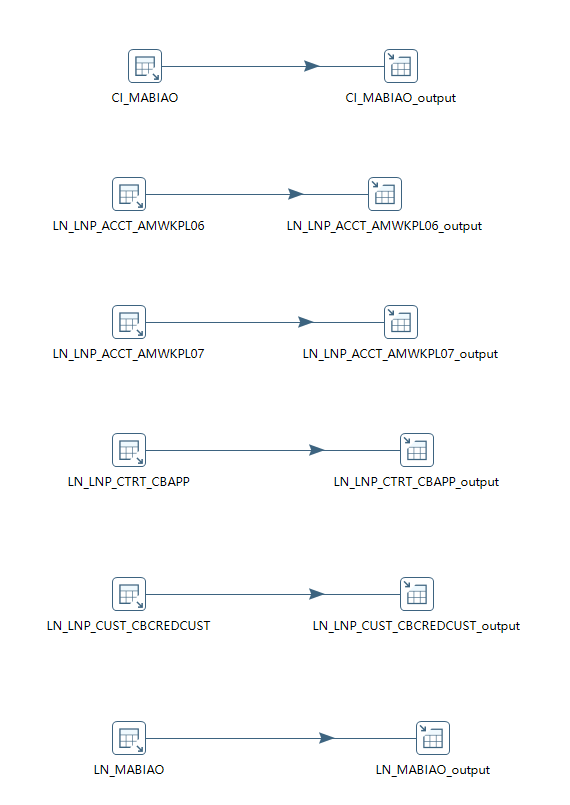 CI_MABIAO
CI_MABIAO_output
LN_LNP_ACCT_AMWKPL06
LN_LNP_ACCT_AMWKPL06_output
LN_LNP_ACCT_AMWKPL07
LN_LNP_ACCT_AMWKPL07_output
LN_LNP_CTRT_CBAPP
LN_LNP_CTRT_CBAPP_output
LN_LNP_CUST_CBCREDCUST
LN_LNP_CUST_CBCREDCUST_output
LN_MABIAO
LN_MABIAO_output